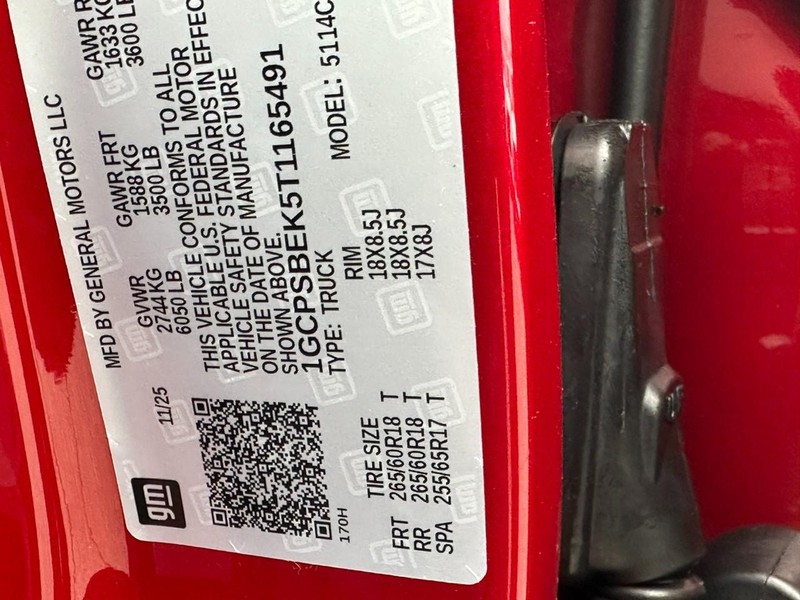 gm
11/25
MFD BY GENERAL MOTORS LLC
GVWR GAWR FRT GAWR R
2744 KG 1588 KG 1633 KG
6050 LB 3500 LB 3600 LB
THIS VEHICLE CONFORMS TO ALL
APPLICABLE U.S. FEDERAL MOTOR
VEHICLE SAFETY STANDARDS IN EFFEC
ON THE DATE OF MANUFACTURE
SHOWN ABOVE.
1GCPSBEK5T1165491
TYPE: TRUCK MODEL: 5114C
170H
TIRE SIZE RIM
FRT 265/60R18 T 18X8.5J
RR 265/60R18 T 18X8.5J
SPA 255/65R17 T 17X8J